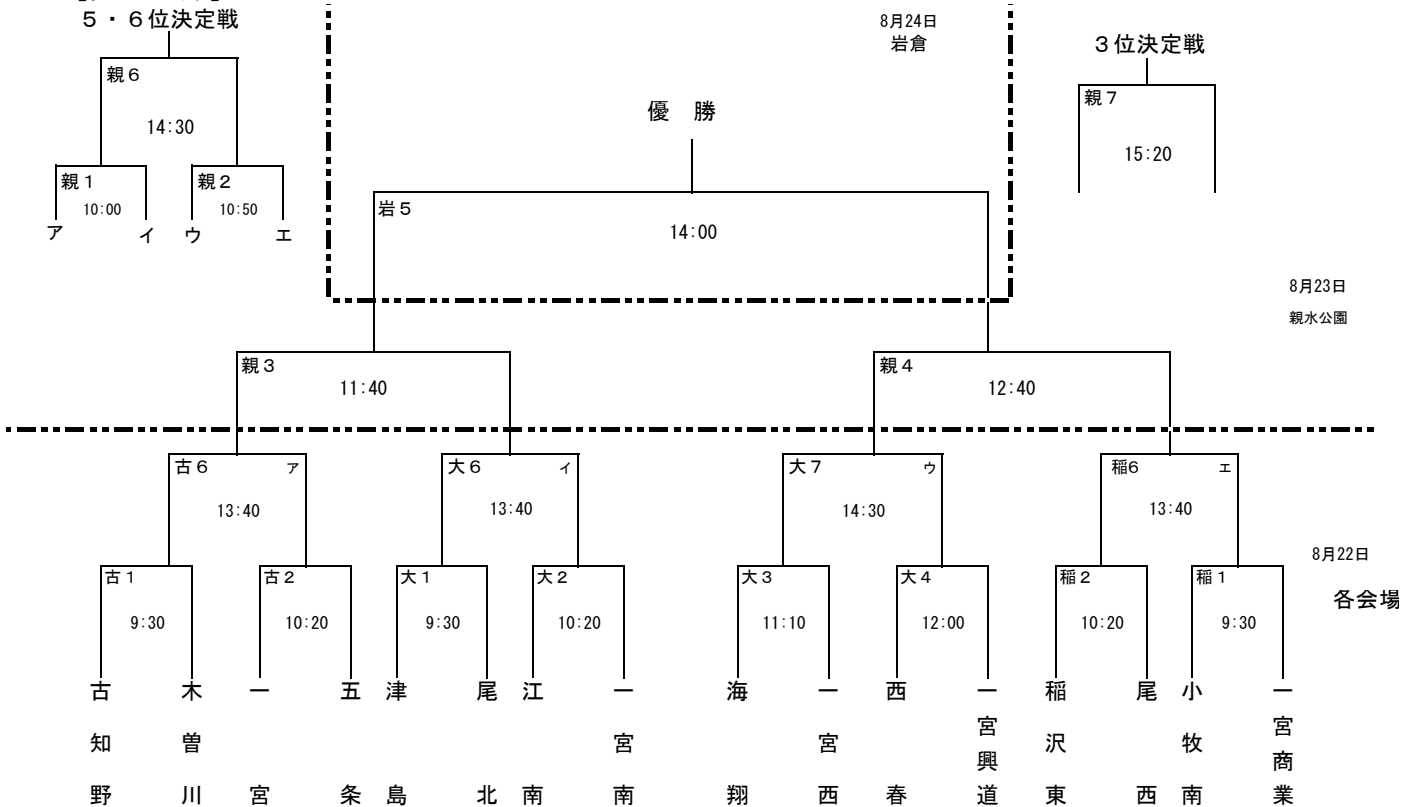 ５・６位決定戦
8月24日
岩倉
３位決定戦
親６
14:30
優　勝
親７
15:20
親１
10:00
親２
10:50
ア
イ
ウ
エ
岩５
14:00
8月23日
親水公園
親３
11:40
親４
12:40
古６
ア
13:40
大６
イ
13:40
大７
ウ
14:30
稲6
エ
13:40
8月22日
各会場
古１
9:30
古２
10:20
大１
9:30
大２
10:20
大３
11:10
大４
12:00
稲２
10:20
稲１
9:30
古知野
木曽川
一宮
五条
津島
尾北
江南
一宮南
海翔
一宮西
西春
一宮興道
稲沢東
尾西
小牧南
一宮商業